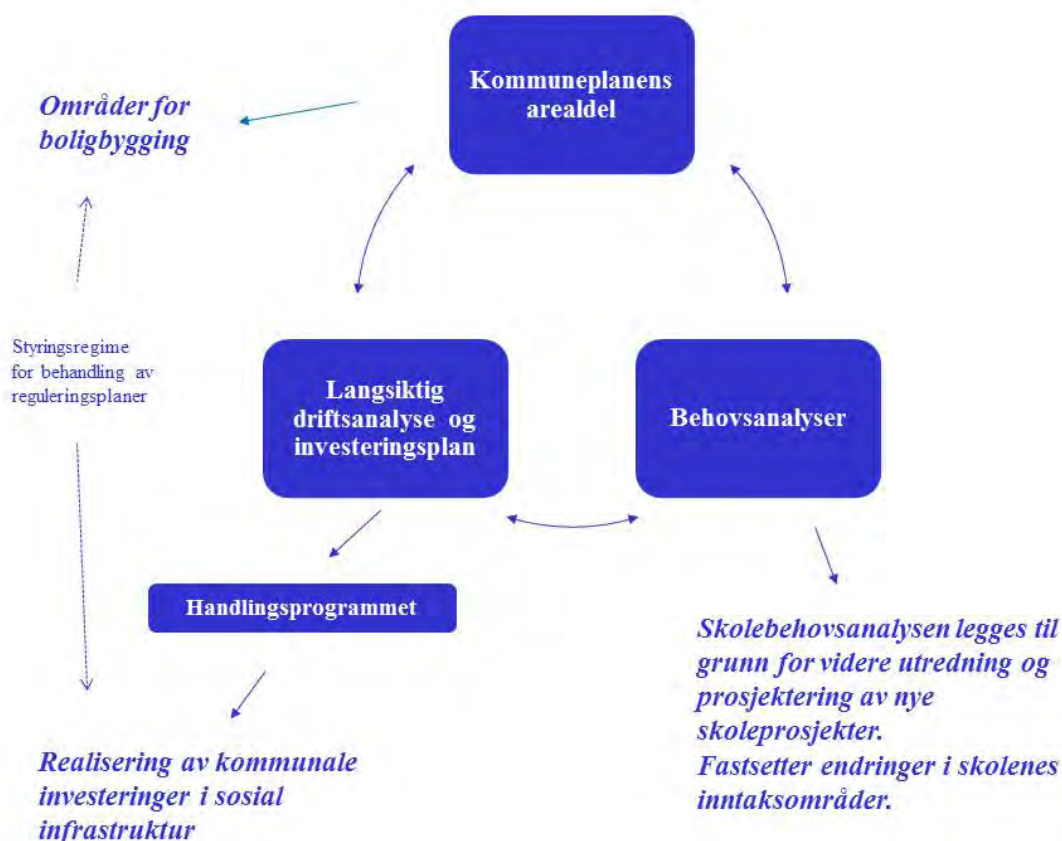 Kommuneplanens
arealdel
Områder for
boligbygging
Styringsregime
for behandling av
reguleringsplaner
Langsiktig
driftsanalyse og
investeringsplan
Behovsanalyser
Handlingsprogrammet
Skolebehovsanalysen legges til
grunn for videre utredning og
prosjektering av nye
skoleprosjekter.
Fastsetter endringer i skolenes
inntaksområder.
Realisering av kommunale
investeringer i sosial
infrastruktur